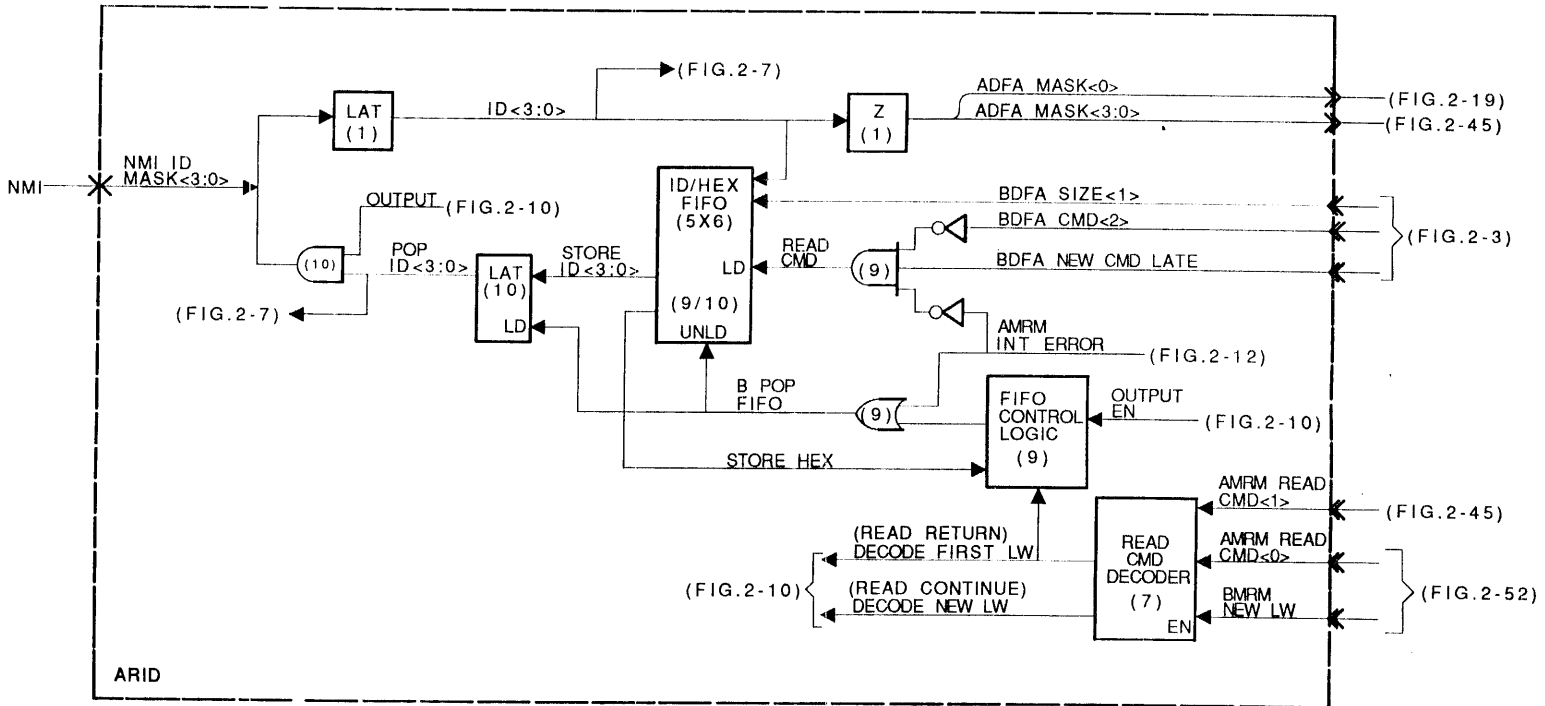 (FIG.2-7)
ADFA MASK<0>
(FIG.2-19)
LAT
(1)
ID<3:0>
Z
(1)
ADFA MASK<3:0>
(FIG.2-45)
NMI
NMI ID
MASK<3:0>
OUTPUT
(FIG.2-10)
ID/HEX
FIFO
(5X6)
LD
(9/10)
UNLD
BDFA SIZE<1>
BDFA CMD<2>
BDFA NEW CMD LATE
(FIG.2-3)
READ
CMD
(9)
(10)
POP
ID<3:0>
LAT
(10)
LD
STORE
ID<3:0>
(FIG.2-7)
AMRM
INT ERROR
(FIG.2-12)
B POP
FIFO
(9)
FIFO
CONTROL
LOGIC
(9)
OUTPUT
EN
(FIG.2-10)
STORE HEX
AMRM READ
CMD<1>
(FIG.2-45)
(READ RETURN)
DECODE FIRST LW
(READ CONTINUE)
DECODE NEW LW
(FIG.2-10)
READ
CMD
DECODER
(7)
EN
AMRM READ
CMD<0>
BMRM
NEW LW
(FIG.2-52)
ARID